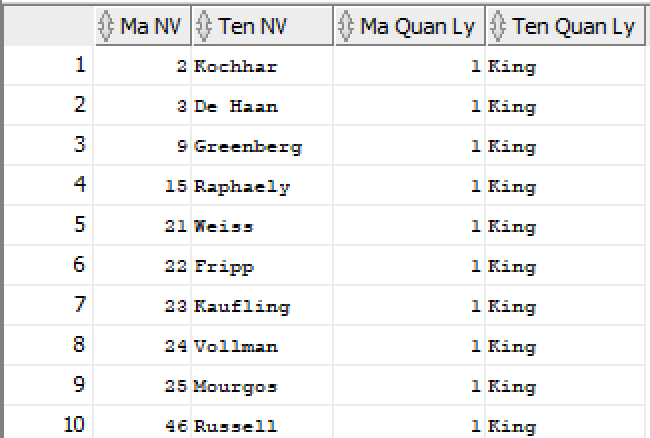 Ma NV Ten NV Ma Quan Ly Ten Quan Ly
1 2 Kochhar 1 King
2 3 De Haan 1 King
3 9 Greenberg 1 King
4 15 Raphaely 1 King
5 21 Weiss 1 King
6 22 Fripp 1 King
7 23 Kaufling 1 King
8 24 Vollman 1 King
9 25 Mourgos 1 King
10 46 Russell 1 King